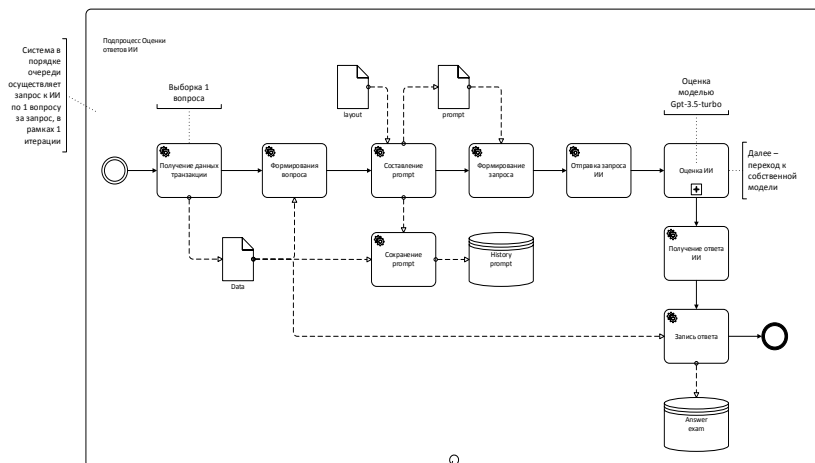 Подпроцесс Оценки
ответов ИИ
Система в
порядке
очереди
осуществляет
запрос к ИИ
по 1 вопросу
за запрос, в
рамках 1
итерации
Выборка 1
вопроса
layout
prompt
Оценка
моделью
Gpt-3.5-turbo
Получение данных
транзакции
Формирования
вопроса
Составление
prompt
Формирование
запроса
Отправка запроса
ИИ
Оценка ИИ
Далее –
переход к
собственной
модели
Data
Сохранение
prompt
History
prompt
Получение ответа
ИИ
Запись ответа
Answer
exam